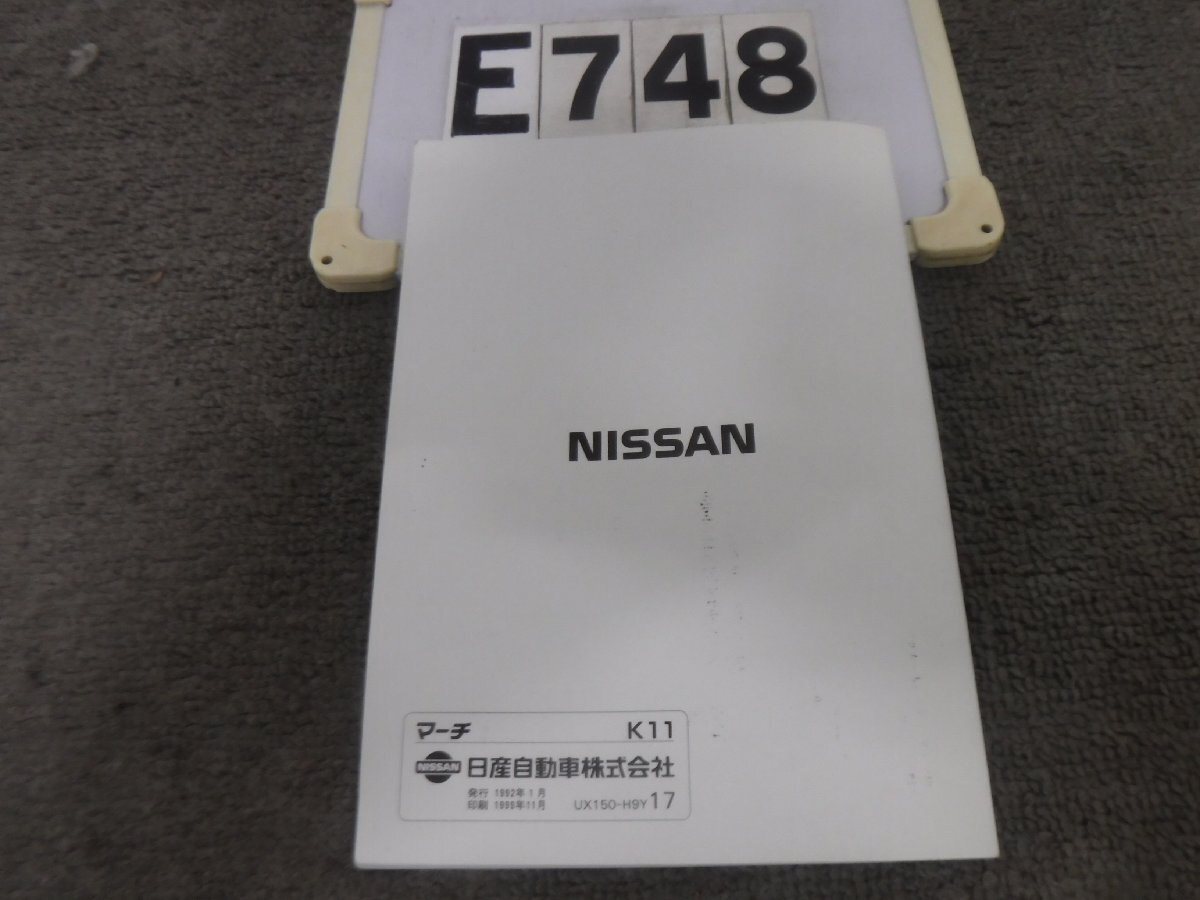 E748
NISSAN
マーチ K11
NISSAN 日産自動車株式会社
発行 1992年1月
印刷 1999年11月 UX150-H9Y17